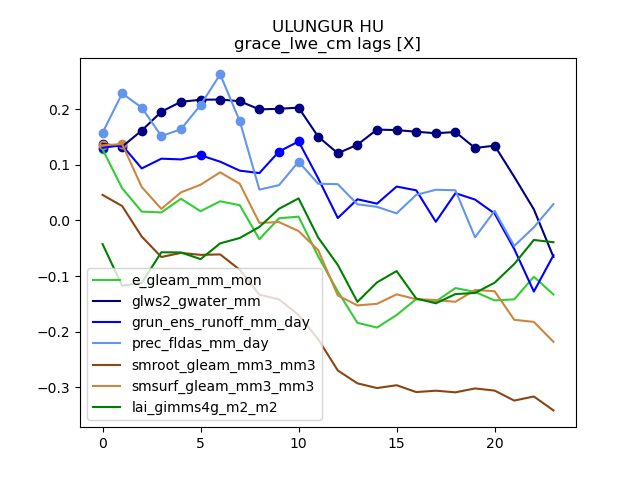 ULUNGUR HU
grace_lwe_cm lags [X]
0.2
0.1
0.0
−0.1
−0.2
−0.3
e_gleam_mm_mon
glws2_gwater_mm
grun_ens_runoff_mm_day
prec_fldas_mm_day
smroot_gleam_mm3_mm3
smsurf_gleam_mm3_mm3
lai_gimms4g_m2_m2
0 5 10 15 20